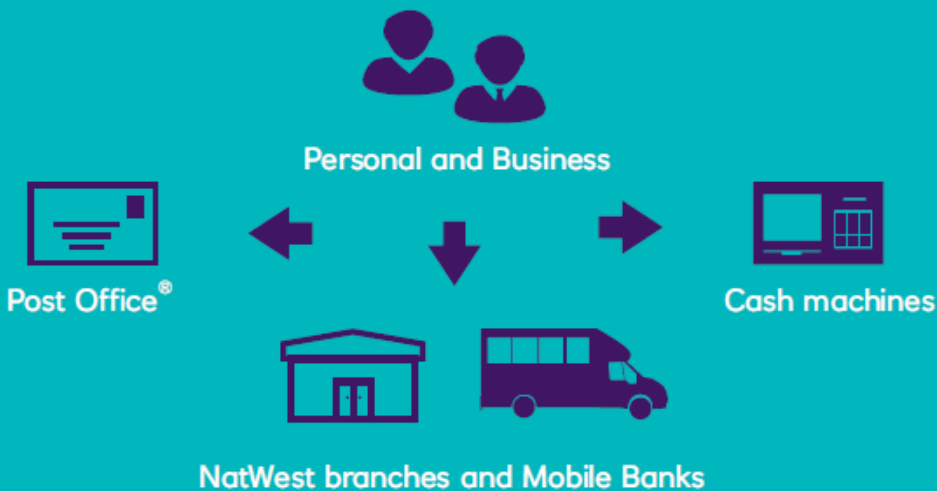 Personal and Business
Post Office®
Cash machines
NatWest branches and Mobile Banks